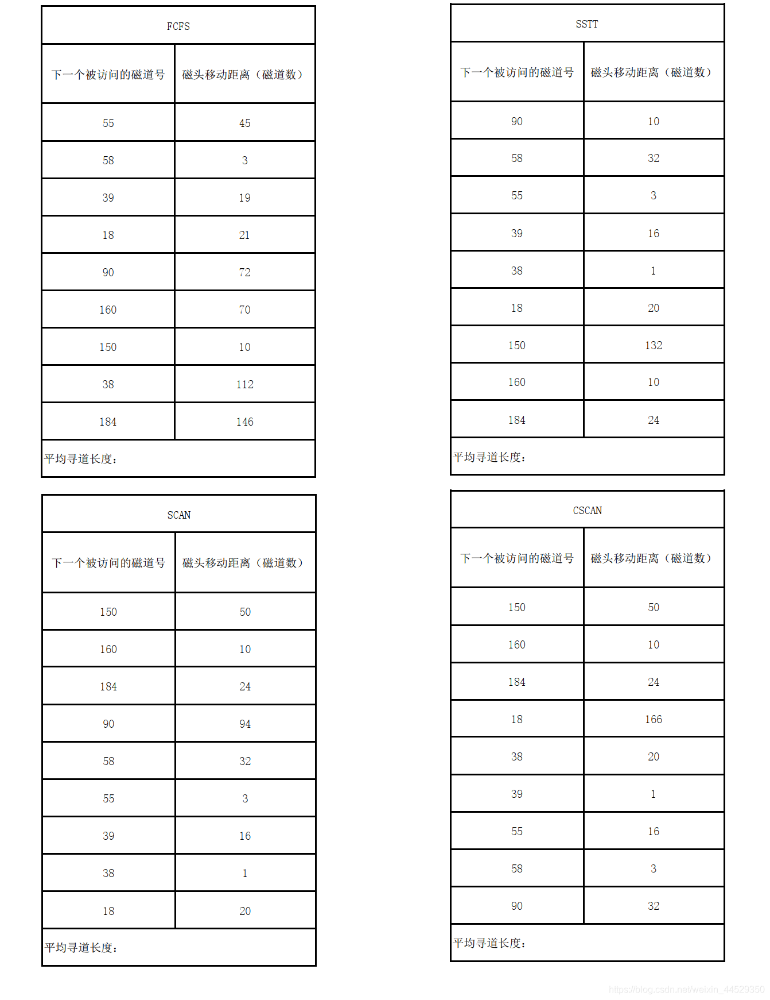 FCFS
下一个被访问的磁道号 磁头移动距离（磁道数）
55 45
58 3
39 19
18 21
90 72
160 70
150 10
38 112
184 146
平均寻道长度：
SSTT
下一个被访问的磁道号 磁头移动距离（磁道数）
90 10
58 32
55 3
39 16
38 1
18 20
150 132
160 10
184 24
平均寻道长度：
SCAN
下一个被访问的磁道号 磁头移动距离（磁道数）
150 50
160 10
184 24
90 94
58 32
55 3
39 16
38 1
18 20
平均寻道长度：
CSCAN
下一个被访问的磁道号 磁头移动距离（磁道数）
150 50
160 10
184 24
18 166
38 20
39 1
55 16
58 3
90 32
平均寻道长度：
https://blog.csdn.net/weixin_44529350